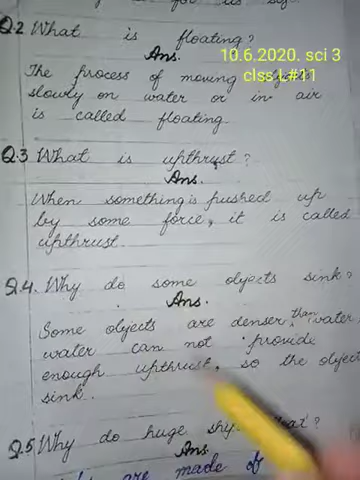 Q.2. What is floating?
10.6.2020. sci 3
Ans.
clss L#11
The process of moving
slowly on water or in air
is called floating.
Q.3 What is upthrust?
Ans.
When something is pushed up
by some force, it is called
upthrust.
Q.4. Why do some objects sink?
Ans.
Some objects are denser than water.
water can not provide
enough upthrust, so the object
sink.
Q.5 Why do huge
Ans.
are made of